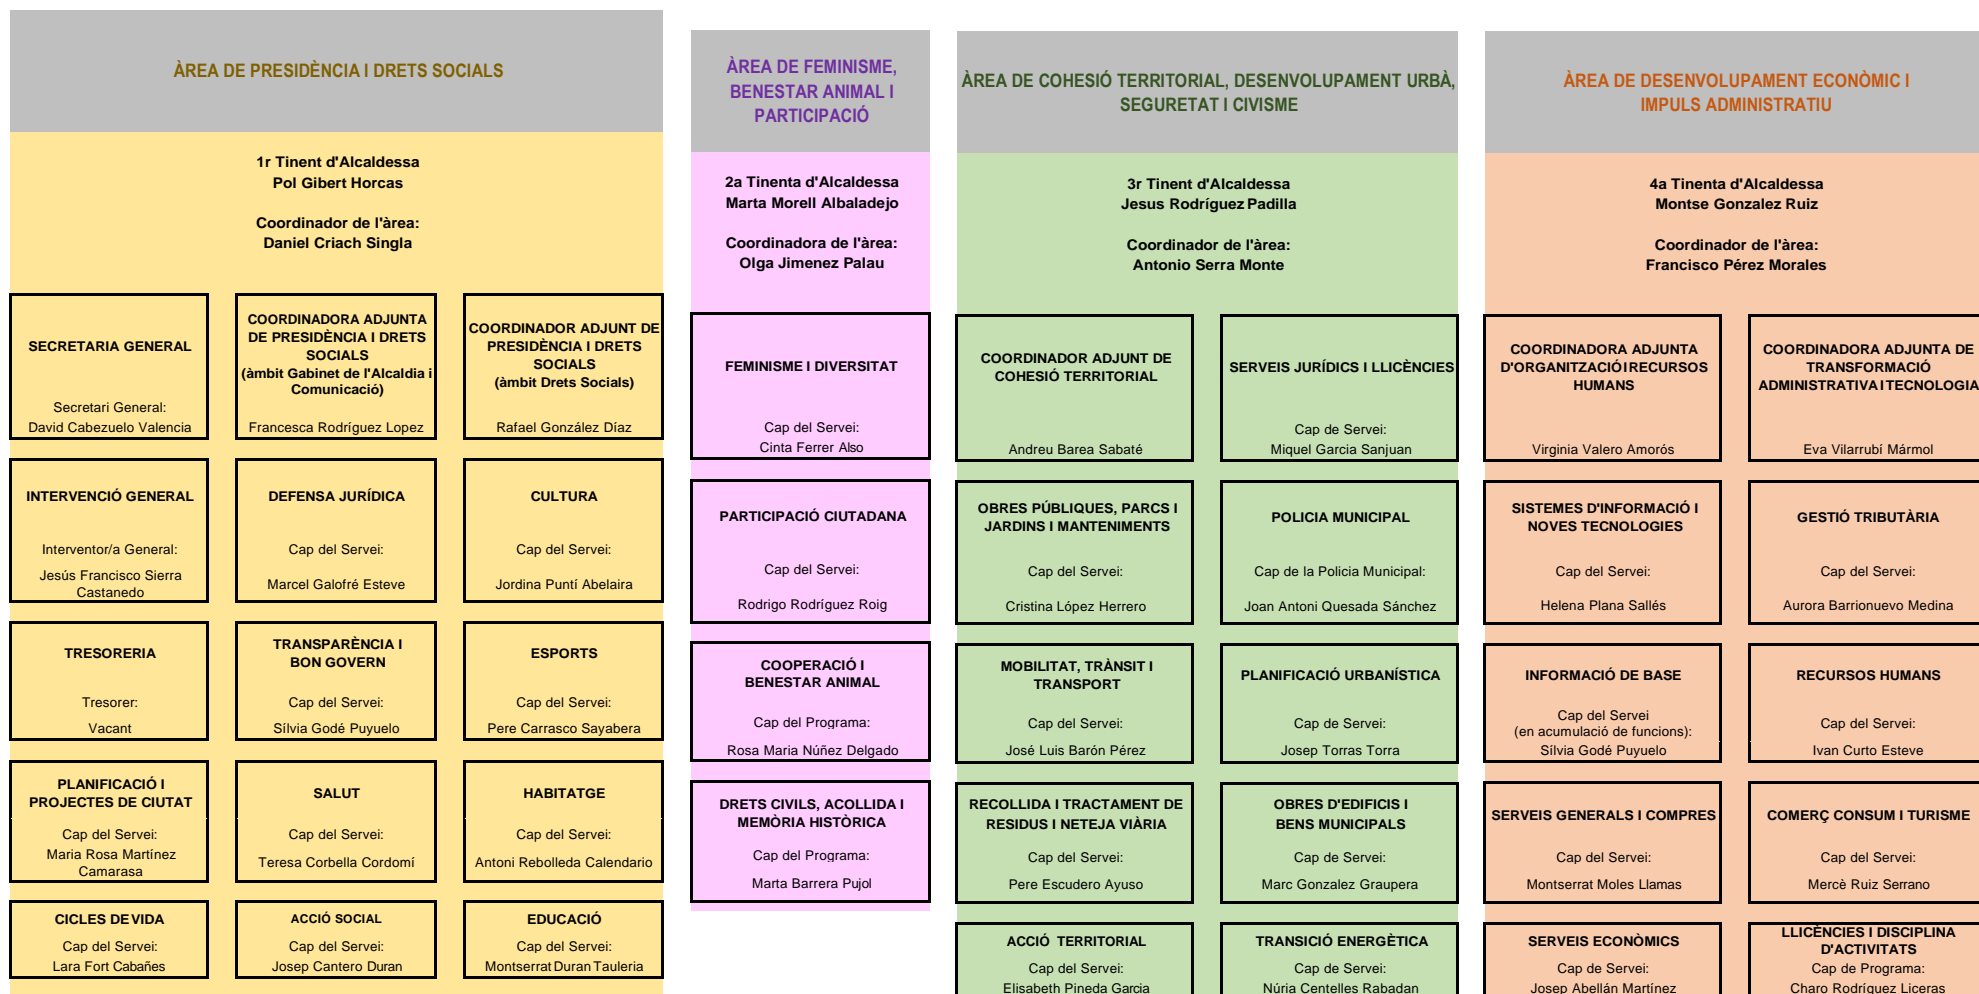 ÀREA DE PRESIDÈNCIA I DRETS SOCIALS
1r Tinent d'Alcaldessa
Pol Gibert Horcas
Coordinador de l'àrea:
Daniel Criach Singla
SECRETARIA GENERAL
Secretari General:
David Cabezuelo Valencia
COORDINADORA ADJUNTA
DE PRESIDÈNCIA I DRETS
SOCIALS
(àmbit Gabinet de l'Alcaldia i
Comunicació)
Francesca Rodríguez Lopez
COORDINADOR ADJUNT DE
PRESIDÈNCIA I DRETS
SOCIALS
(àmbit Drets Socials)
Rafael González Díaz
INTERVENCIÓ GENERAL
Interventor/a General:
Jesús Francisco Sierra
Castanedo
DEFENSA JURÍDICA
Cap del Servei:
Marcel Galofré Esteve
CULTURA
Cap del Servei:
Jordina Puntí Abelaira
TRESORERIA
Tresorer:
Vacant
TRANSPARÈNCIA I
BON GOVERN
Cap del Servei:
Sílvia Godé Puyuelo
ESPORTS
Cap del Servei:
Pere Carrasco Sayabera
PLANIFICACIÓ I
PROJECTES DE CIUTAT
Cap del Servei:
Maria Rosa Martínez
Camarasa
SALUT
Cap del Servei:
Teresa Corbella Cordomí
HABITATGE
Cap del Servei:
Antoni Rebolleda Calendario
CICLES DE VIDA
Cap del Servei:
Lara Fort Cabañes
ACCIÓ SOCIAL
Cap del Servei:
Josep Cantero Duran
EDUCACIÓ
Cap del Servei:
Montserrat Duran Tauleria
ÀREA DE FEMINISME,
BENESTAR ANIMAL I
PARTICIPACIÓ
2a Tinenta d'Alcaldessa
Marta Morell Albaladejo
Coordinadora de l'àrea:
Olga Jimenez Palau
FEMINISME I DIVERSITAT
Cap del Servei:
Cinta Ferrer Also
PARTICIPACIÓ CIUTADANA
Cap del Servei:
Rodrigo Rodríguez Roig
COOPERACIÓ I
BENESTAR ANIMAL
Cap del Programa:
Rosa Maria Núñez Delgado
DRETS CIVILS, ACOLLIDA I
MEMÒRIA HISTÒRICA
Cap del Programa:
Marta Barrera Pujol
ÀREA DE COHESIÓ TERRITORIAL, DESENVOLUPAMENT URBÀ,
SEGURETAT I CIVISME
3r Tinent d'Alcaldessa
Jesus Rodríguez Padilla
Coordinador de l'àrea:
Antonio Serra Monte
COORDINADOR ADJUNT DE
COHESIÓ TERRITORIAL
Andreu Barea Sabaté
SERVEIS JURÍDICS I LLICÈNCIES
Cap de Servei:
Miquel Garcia Sanjuan
OBRES PÚBLIQUES, PARCS I
JARDINS I MANTENIMENTS
Cap del Servei:
Cristina López Herrero
POLICIA MUNICIPAL
Cap de la Policia Municipal:
Joan Antoni Quesada Sánchez
MOBILITAT, TRÀNSIT I
TRANSPORT
Cap del Servei:
José Luis Barón Pérez
PLANIFICACIÓ URBANÍSTICA
Cap de Servei:
Josep Torras Torra
RECOLLIDA I TRACTAMENT DE
RESIDUS I NETEJA VIÀRIA
Cap del Servei:
Pere Escudero Ayuso
OBRES D'EDIFICIS I
BENS MUNICIPALS
Cap de Servei:
Marc Gonzalez Graupera
ACCIÓ TERRITORIAL
Cap del Servei:
Elisabeth Pineda Garcia
TRANSICIÓ ENERGÈTICA
Cap de Servei:
Núria Centelles Rabadan
ÀREA DE DESENVOLUPAMENT ECONÒMIC I
IMPULS ADMINISTRATIU
4a Tinenta d'Alcaldessa
Montse Gonzalez Ruiz
Coordinador de l'àrea:
Francisco Pérez Morales
COORDINADORA ADJUNTA
D'ORGANITZACIÓ I RECURSOS
HUMANS
Virginia Valero Amorós
COORDINADORA ADJUNTA DE
TRANSFORMACIÓ
ADMINISTRATIVA I TECNOLOGIA
Eva Vilarrubí Mármol
SISTEMES D'INFORMACIÓ I
NOVES TECNOLOGIES
Cap del Servei:
Helena Plana Sallés
GESTIÓ TRIBUTÀRIA
Cap del Servei:
Aurora Barrionuevo Medina
INFORMACIÓ DE BASE
Cap del Servei
(en acumulació de funcions):
Sílvia Godé Puyuelo
RECURSOS HUMANS
Cap del Servei:
Ivan Curto Esteve
SERVEIS GENERALS I COMPRES
Cap del Servei:
Montserrat Moles Llamas
COMERÇ CONSUM I TURISME
Cap del Servei:
Mercè Ruiz Serrano
SERVEIS ECONÒMICS
Cap de Servei:
Josep Abellán Martínez
LLICÈNCIES I DISCIPLINA
D'ACTIVITATS
Cap de Programa:
Charo Rodríguez Liceras